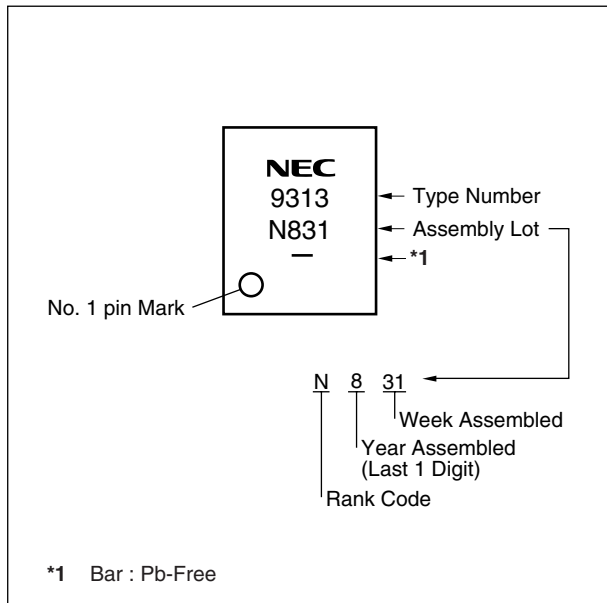 NEC
9313
N831
Type Number
Assembly Lot
*1
No. 1 pin Mark
N 8 31
Week Assembled
Year Assembled
(Last 1 Digit)
Rank Code
*1 Bar : Pb-Free